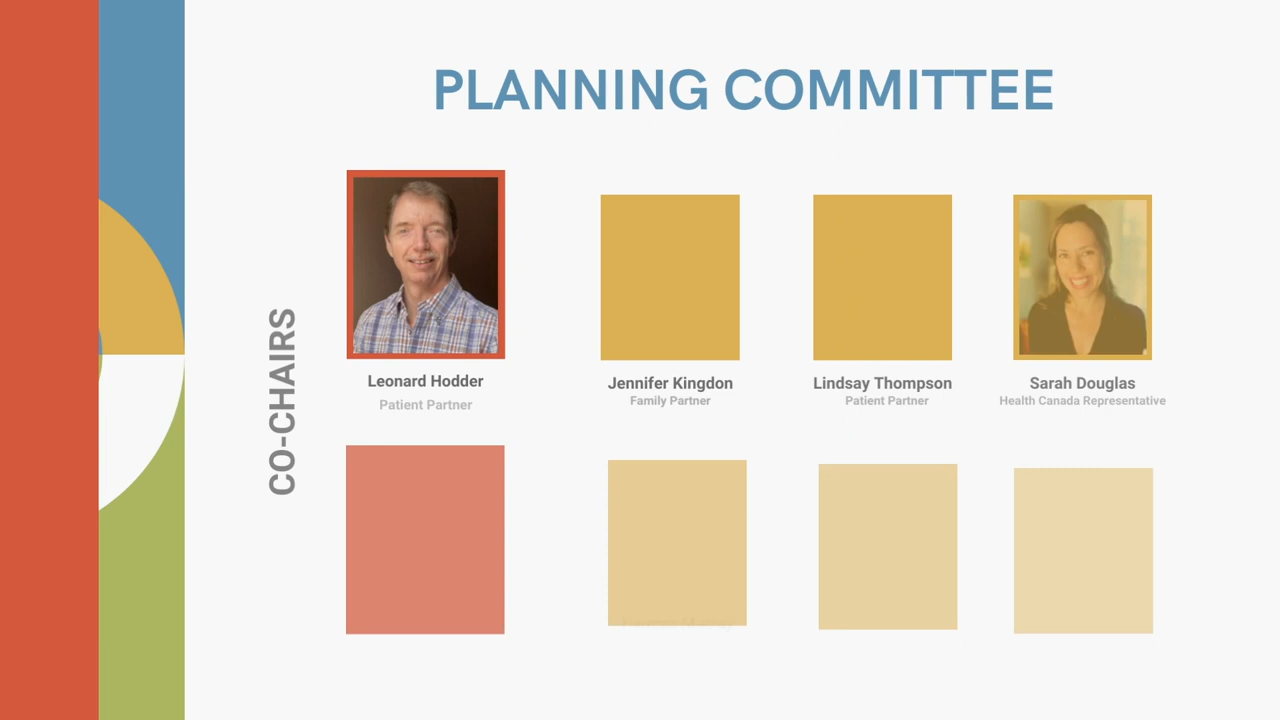 PLANNING COMMITTEE
CO-CHAIRS
Leonard Hodder
Patient Partner
Jennifer Kingdon
Family Partner
Lindsay Thompson
Patient Partner
Sarah Douglas
Health Canada Representative